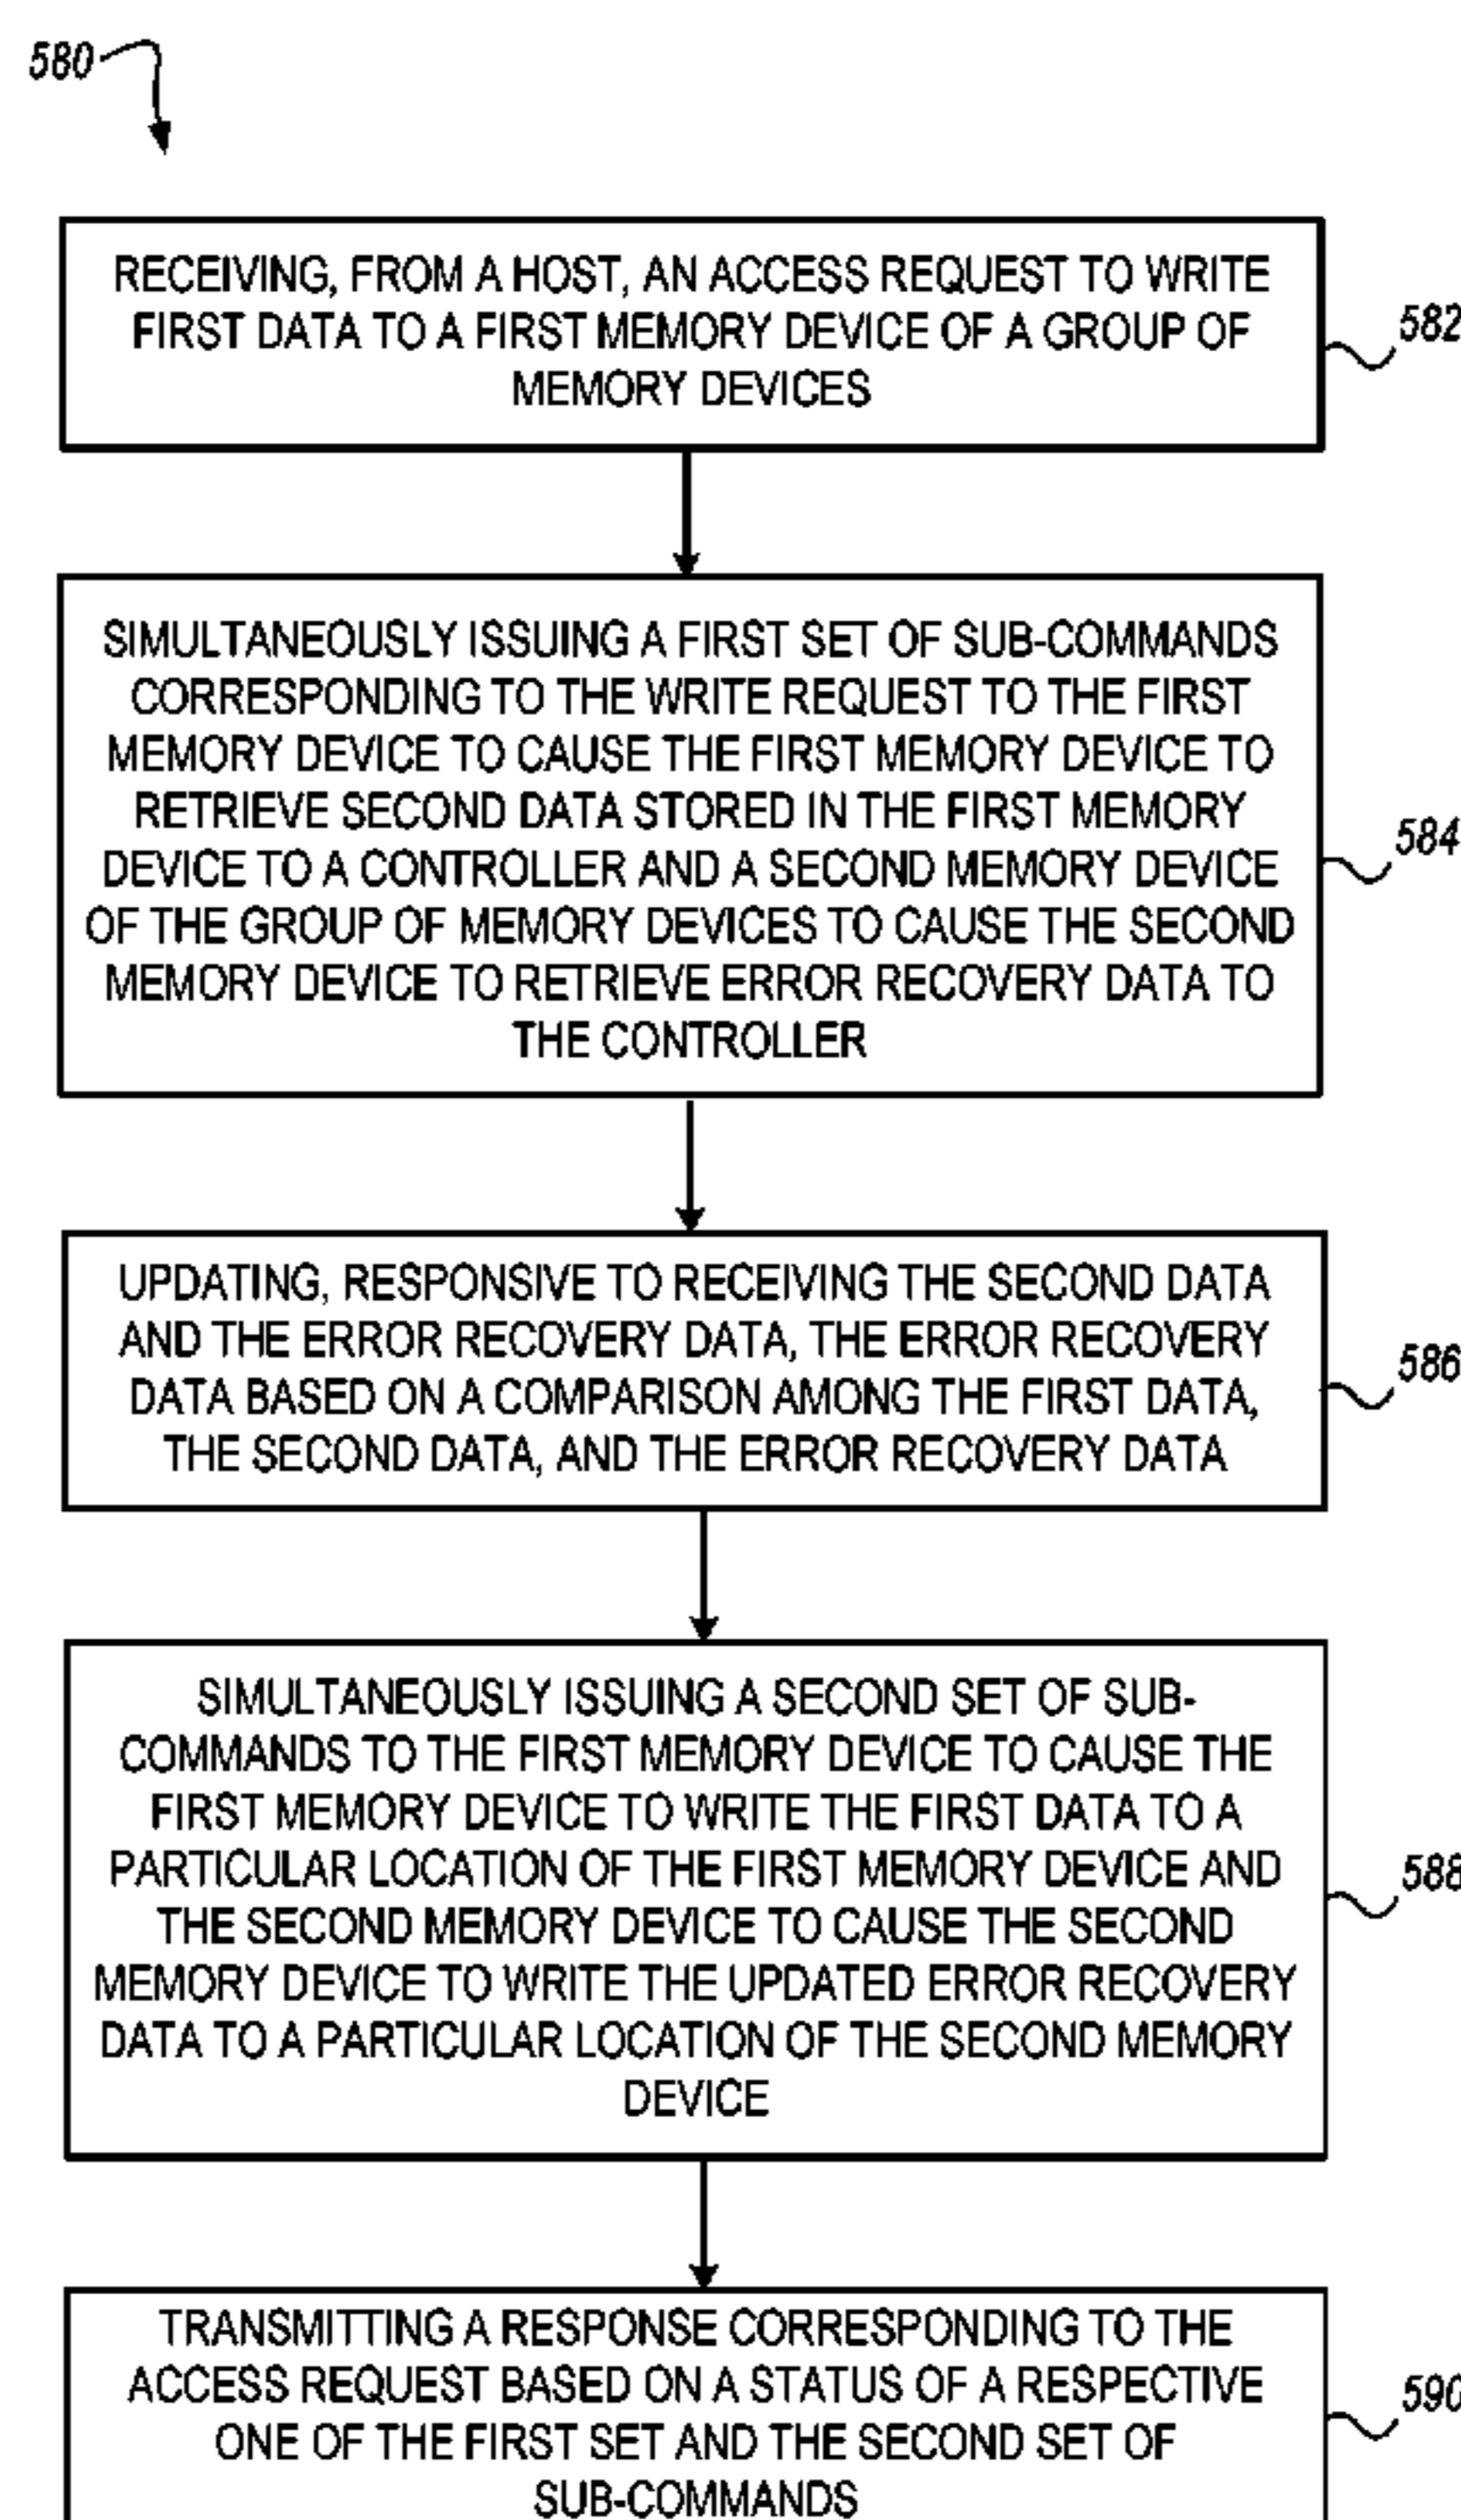 580
RECEIVING, FROM A HOST, AN ACCESS REQUEST TO WRITE
FIRST DATA TO A FIRST MEMORY DEVICE OF A GROUP OF
MEMORY DEVICES
582
SIMULTANEOUSLY ISSUING A FIRST SET OF SUB-COMMANDS
CORRESPONDING TO THE WRITE REQUEST TO THE FIRST
MEMORY DEVICE TO CAUSE THE FIRST MEMORY DEVICE TO
RETRIEVE SECOND DATA STORED IN THE FIRST MEMORY
DEVICE TO A CONTROLLER AND A SECOND MEMORY DEVICE
OF THE GROUP OF MEMORY DEVICES TO CAUSE THE SECOND
MEMORY DEVICE TO RETRIEVE ERROR RECOVERY DATA TO
THE CONTROLLER
584
UPDATING, RESPONSIVE TO RECEIVING THE SECOND DATA
AND THE ERROR RECOVERY DATA, THE ERROR RECOVERY
DATA BASED ON A COMPARISON AMONG THE FIRST DATA,
THE SECOND DATA, AND THE ERROR RECOVERY DATA
586
SIMULTANEOUSLY ISSUING A SECOND SET OF SUB-
COMMANDS TO THE FIRST MEMORY DEVICE TO CAUSE THE
FIRST MEMORY DEVICE TO WRITE THE FIRST DATA TO A
PARTICULAR LOCATION OF THE FIRST MEMORY DEVICE AND
THE SECOND MEMORY DEVICE TO CAUSE THE SECOND
MEMORY DEVICE TO WRITE THE UPDATED ERROR RECOVERY
DATA TO A PARTICULAR LOCATION OF THE SECOND MEMORY
DEVICE
588
TRANSMITTING A RESPONSE CORRESPONDING TO THE
ACCESS REQUEST BASED ON A STATUS OF A RESPECTIVE
ONE OF THE FIRST SET AND THE SECOND SET OF
SUB-COMMANDS
590